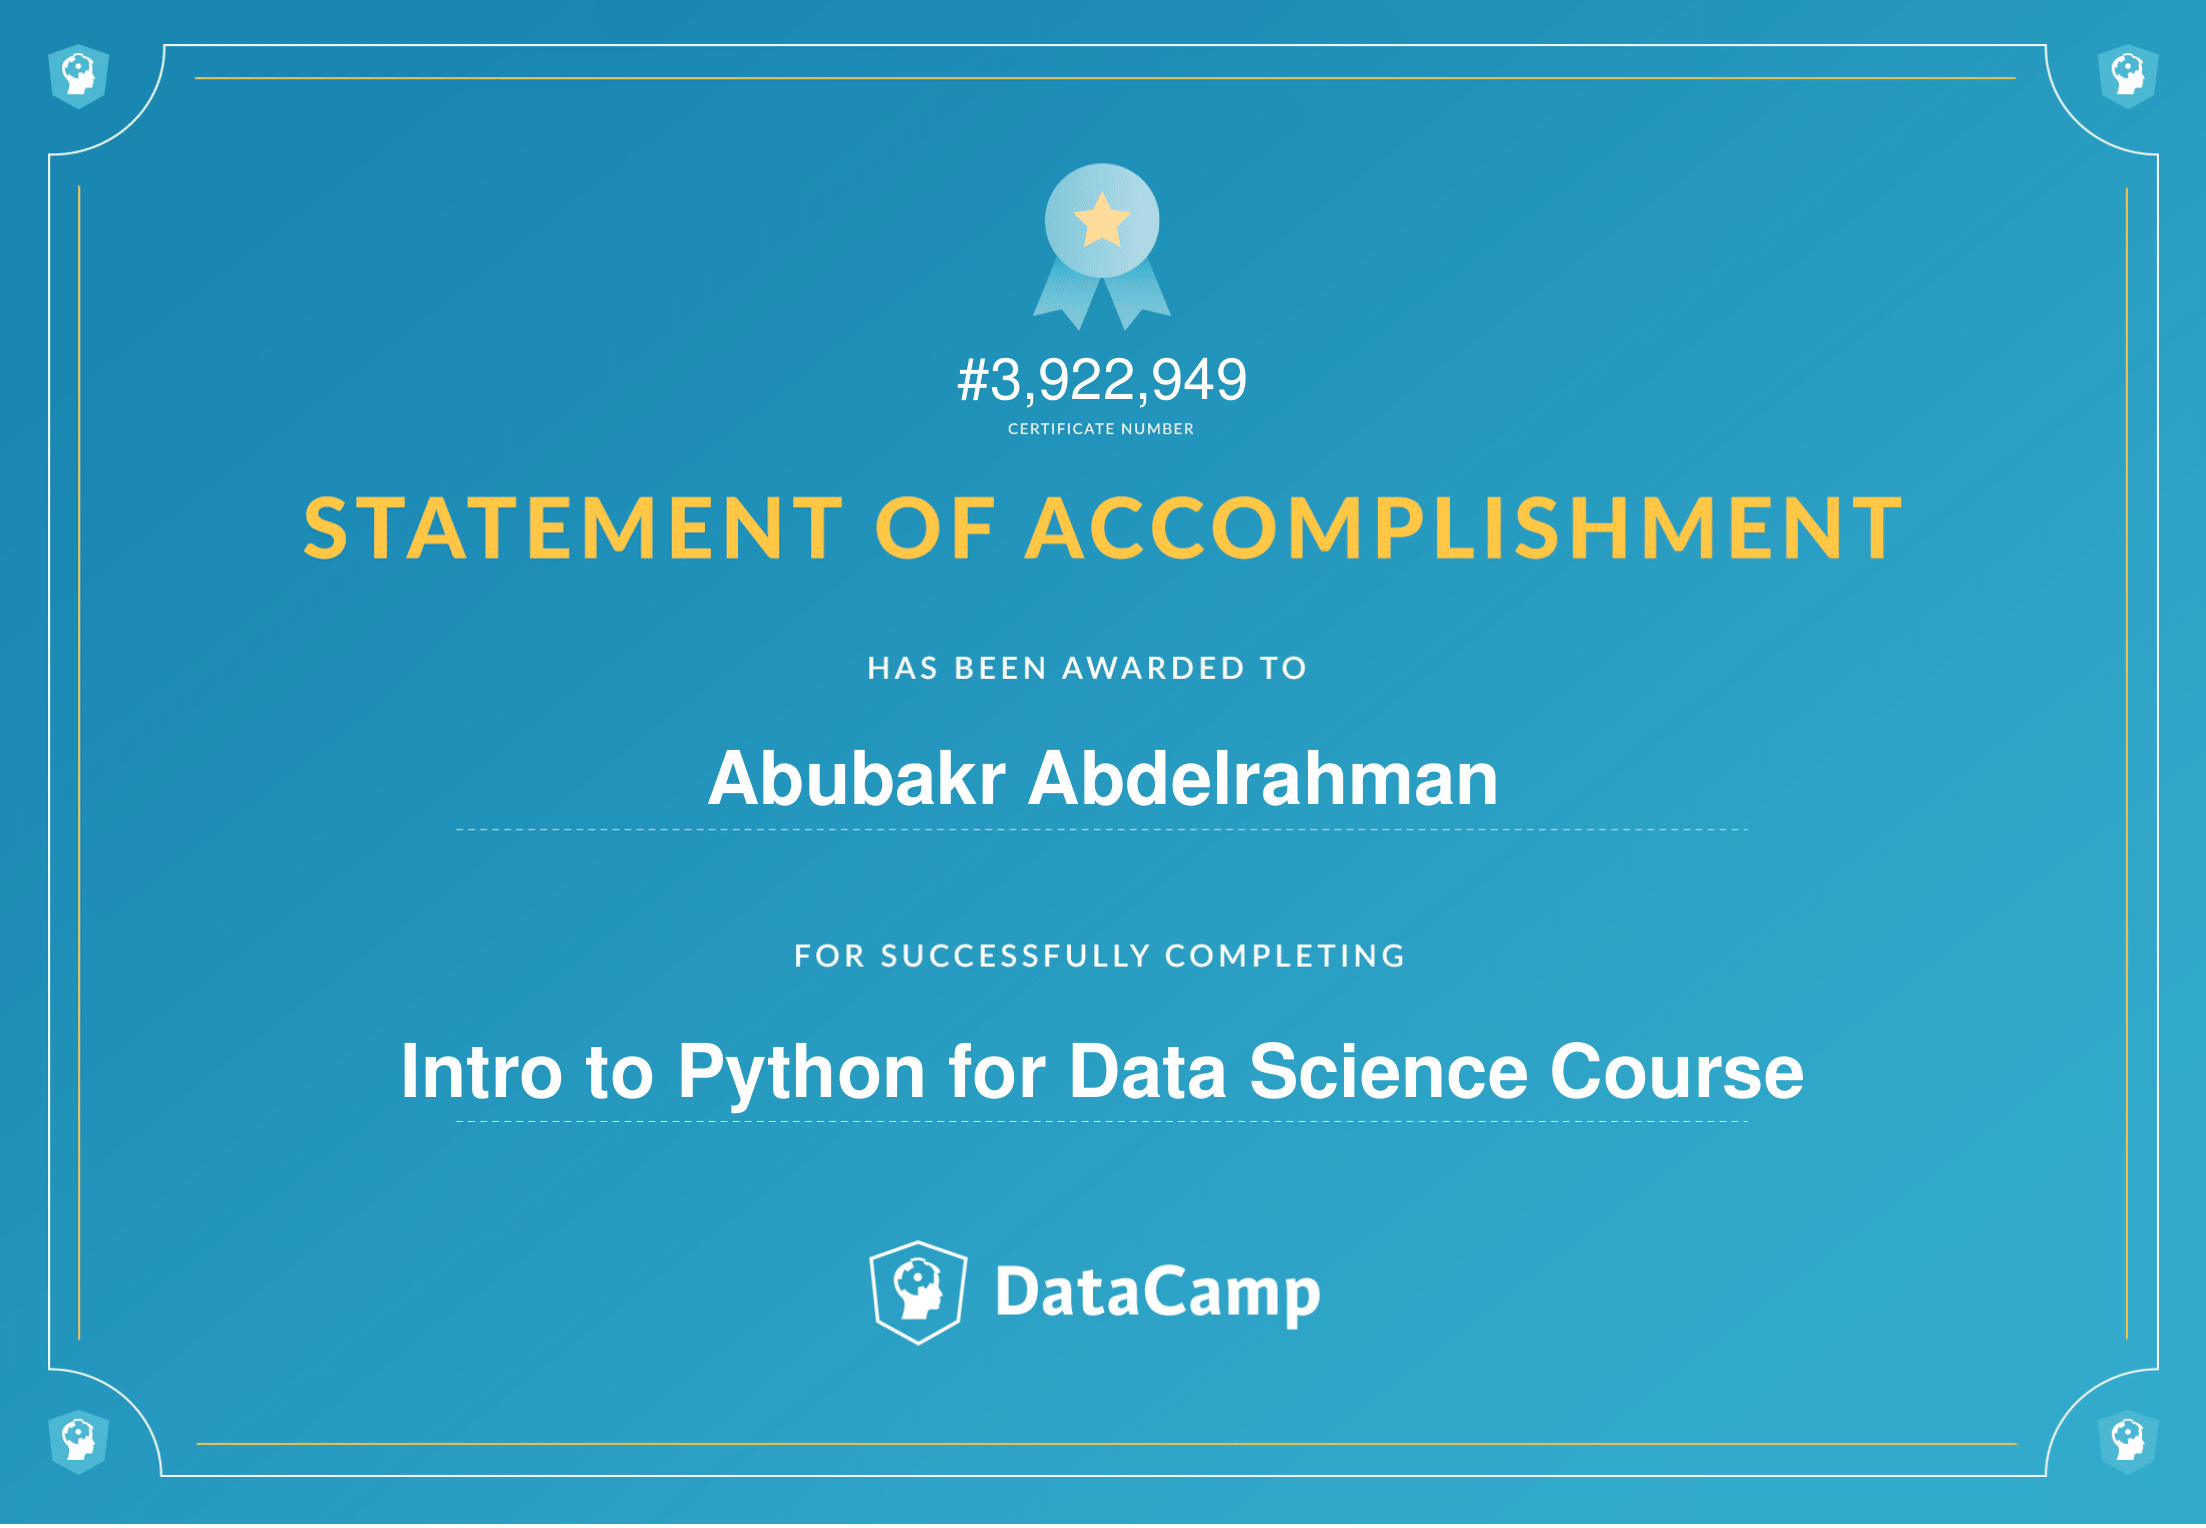 #3,922,949
CERTIFICATE NUMBER
STATEMENT OF ACCOMPLISHMENT
HAS BEEN AWARDED TO
Abubakr Abdelrahman
FOR SUCCESSFULLY COMPLETING
Intro to Python for Data Science Course
DataCamp